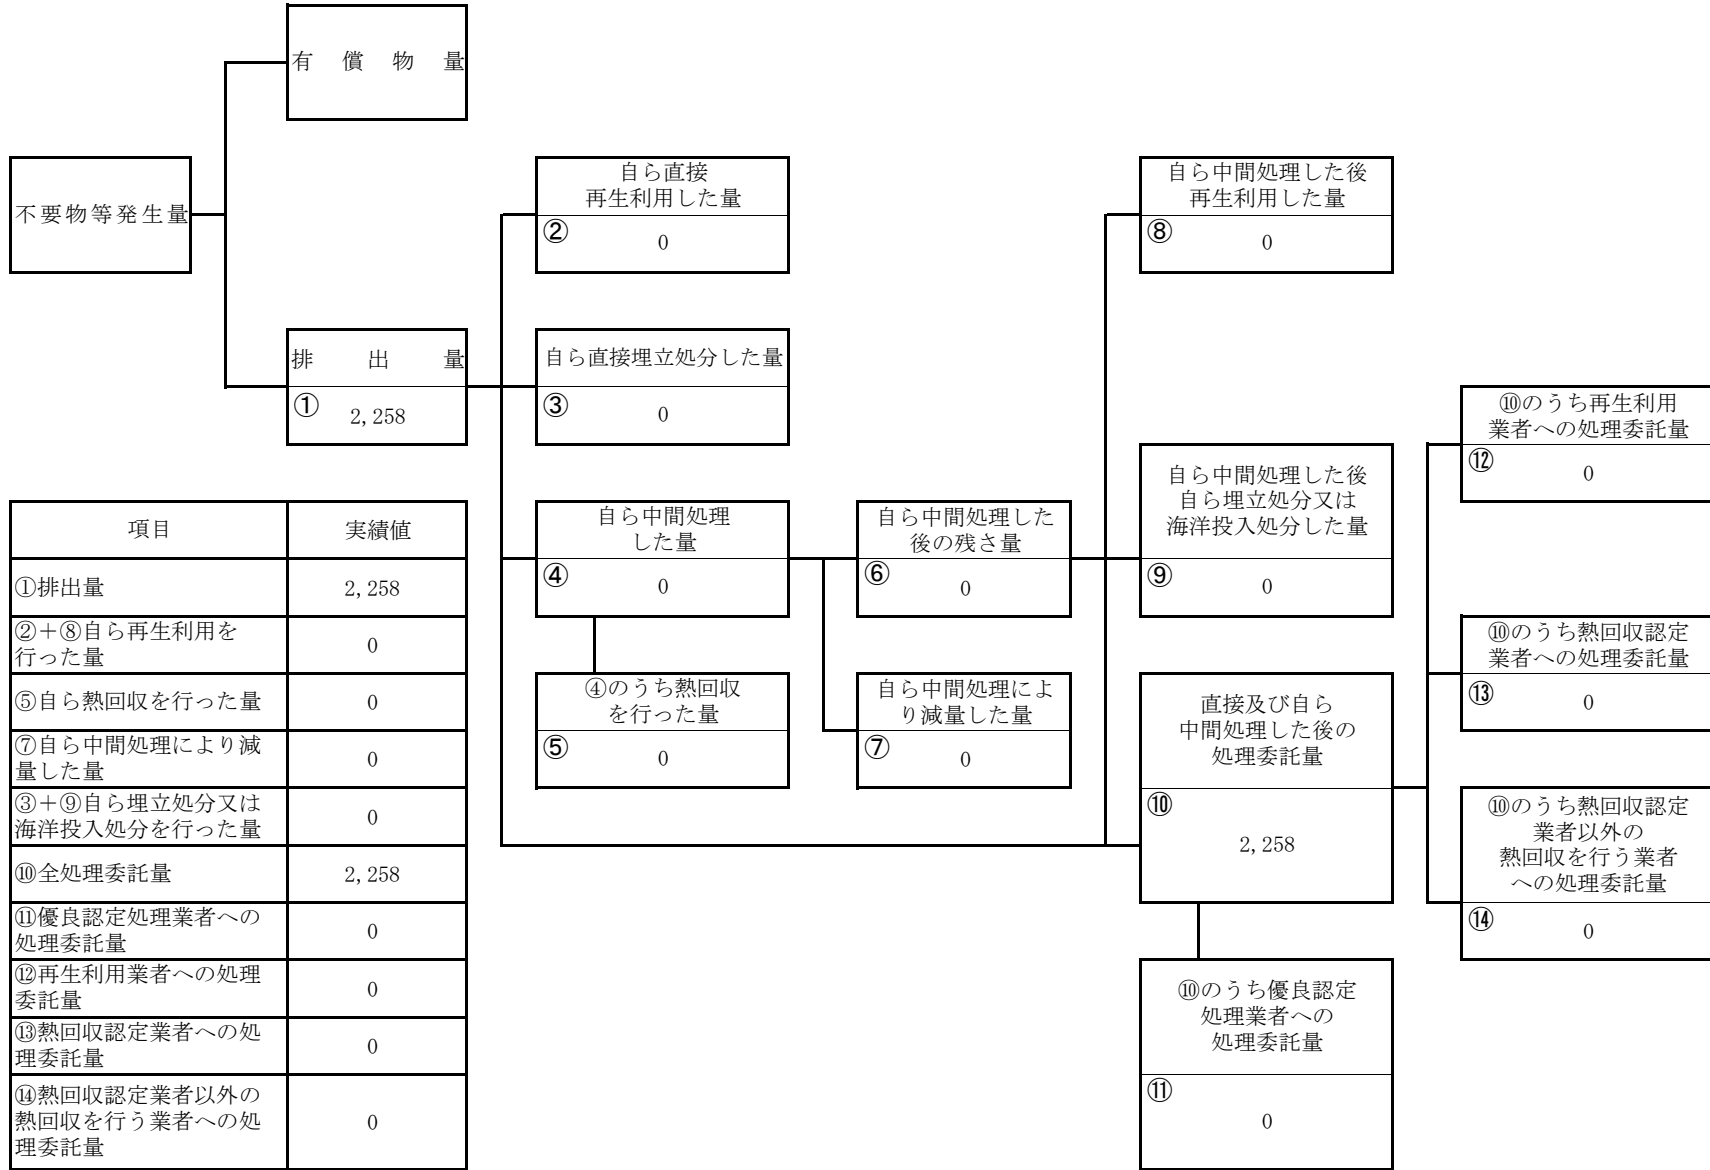 有償物量
不要物等発生量
自ら直接
再生利用した量
② 0
自ら中間処理した後
再生利用した量
⑧ 0
排出量
① 2,258
自ら直接埋立処分した量
③ 0
⑩のうち再生利用
業者への処理委託量
⑫ 0
自ら中間処理した後
自ら埋立処分又は
海洋投入処分した量
⑨ 0
自ら中間処理
した量
④ 0
自ら中間処理した
後の残さ量
⑥ 0
⑩のうち熱回収認定
業者への処理委託量
⑬ 0
④のうち熱回収
を行った量
⑤ 0
自ら中間処理によ
り減量した量
⑦ 0
直接及び自ら
中間処理した後の
処理委託量
⑩
2,258
⑩のうち熱回収認定
業者以外の
熱回収を行う業者
への処理委託量
⑭ 0
⑩のうち優良認定
処理業者への
処理委託量
⑪
0
項目 実績値
①排出量 2,258
②＋⑧自ら再生利用を
行った量 0
⑤自ら熱回収を行った量 0
⑦自ら中間処理により減
量した量 0
③＋⑨自ら埋立処分又は
海洋投入処分を行った量 0
⑩全処理委託量 2,258
⑪優良認定処理業者への
処理委託量 0
⑫再生利用業者への処理
委託量 0
⑬熱回収認定業者への処
理委託量 0
⑭熱回収認定業者以外の
熱回収を行う業者への処 0
理委託量